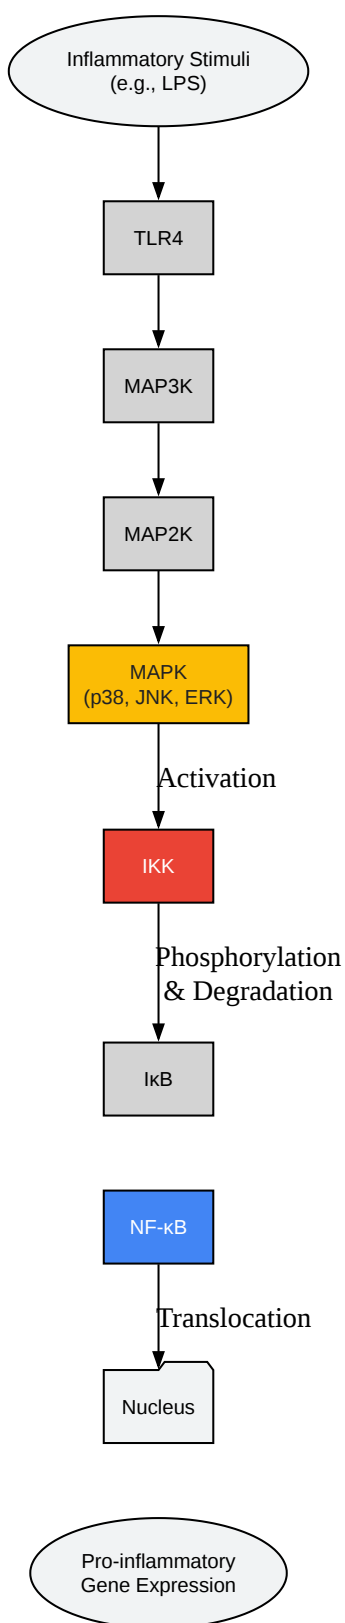 Inflammatory Stimuli
(e.g., LPS)
TLR4
MAP3K
MAP2K
MAPK
(p38, JNK, ERK)
Activation
IKK
Phosphorylation
& Degradation
IκB
NF-κB
Translocation
Nucleus
Pro-inflammatory
Gene Expression